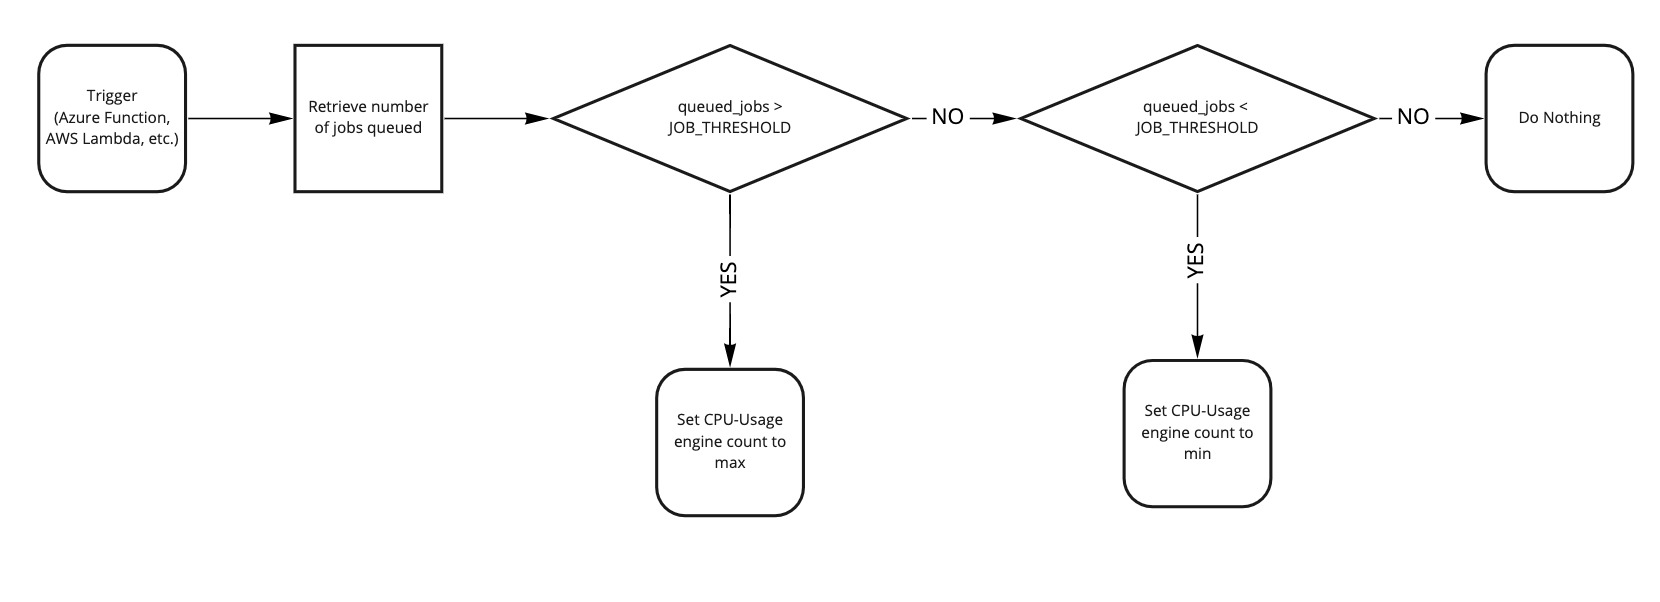 Trigger
(Azure Function,
AWS Lambda, etc.)
Retrieve number
of jobs queued
queued_jobs >
JOB_THRESHOLD
NO
queued_jobs <
JOB_THRESHOLD
NO
Do Nothing
YES
YES
Set CPU-Usage
engine count to
max
Set CPU-Usage
engine count to
min